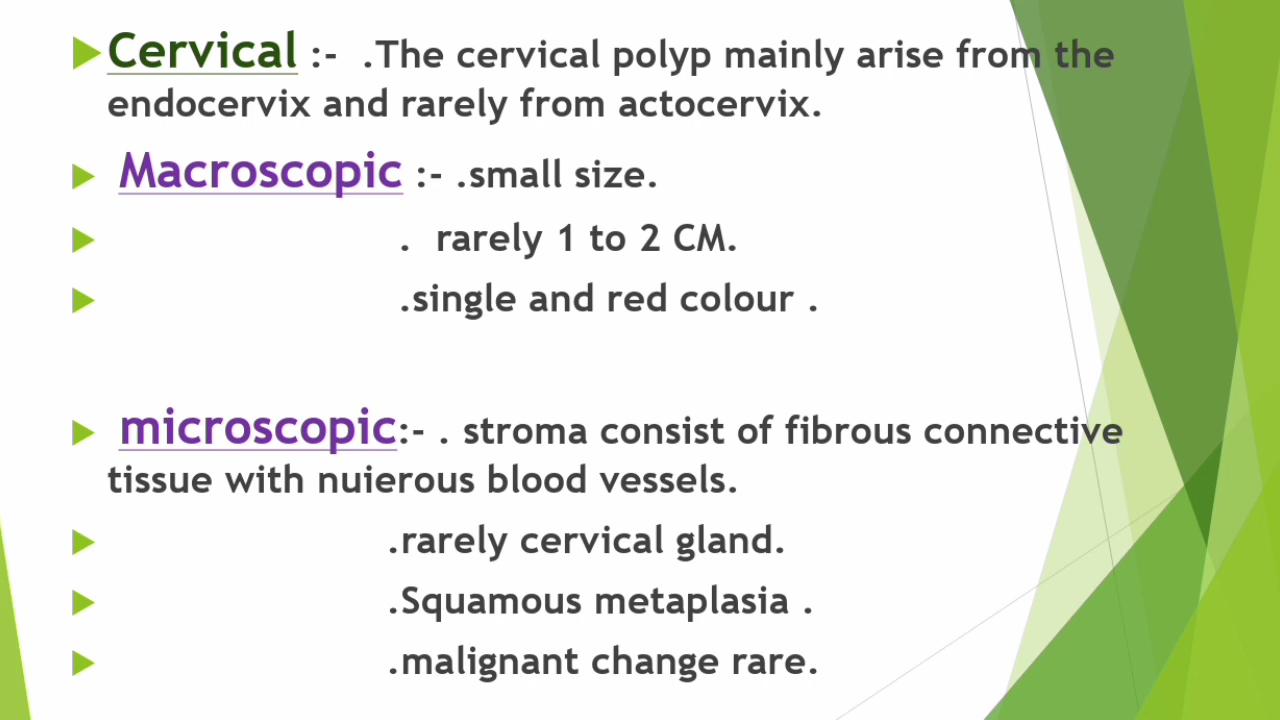 Cervical :- .The cervical polyp mainly arise from the
endocervix and rarely from actocervix.
Macroscopic :- .small size.
. rarely 1 to 2 CM.
.single and red colour .
microscopic:- . stroma consist of fibrous connective
tissue with nuierous blood vessels.
.rarely cervical gland.
.Squamous metaplasia .
.malignant change rare.